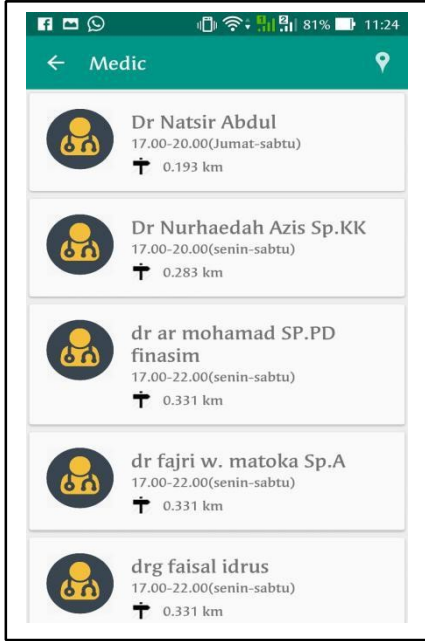 81% 11:24
Medic
Dr Natsir Abdul
17.00-20.00(Jumat-sabtu)
0.193 km
Dr Nurhaedah Azis Sp.KK
17.00-20.00(senin-sabtu)
0.283 km
dr ar mohamad SP.PD
finasim
17.00-22.00(senin-sabtu)
0.331 km
dr fajri w. matoka Sp.A
17.00-22.00(senin-sabtu)
0.331 km
drg faisal idrus
17.00-22.00(senin-sabtu)
0.331 km